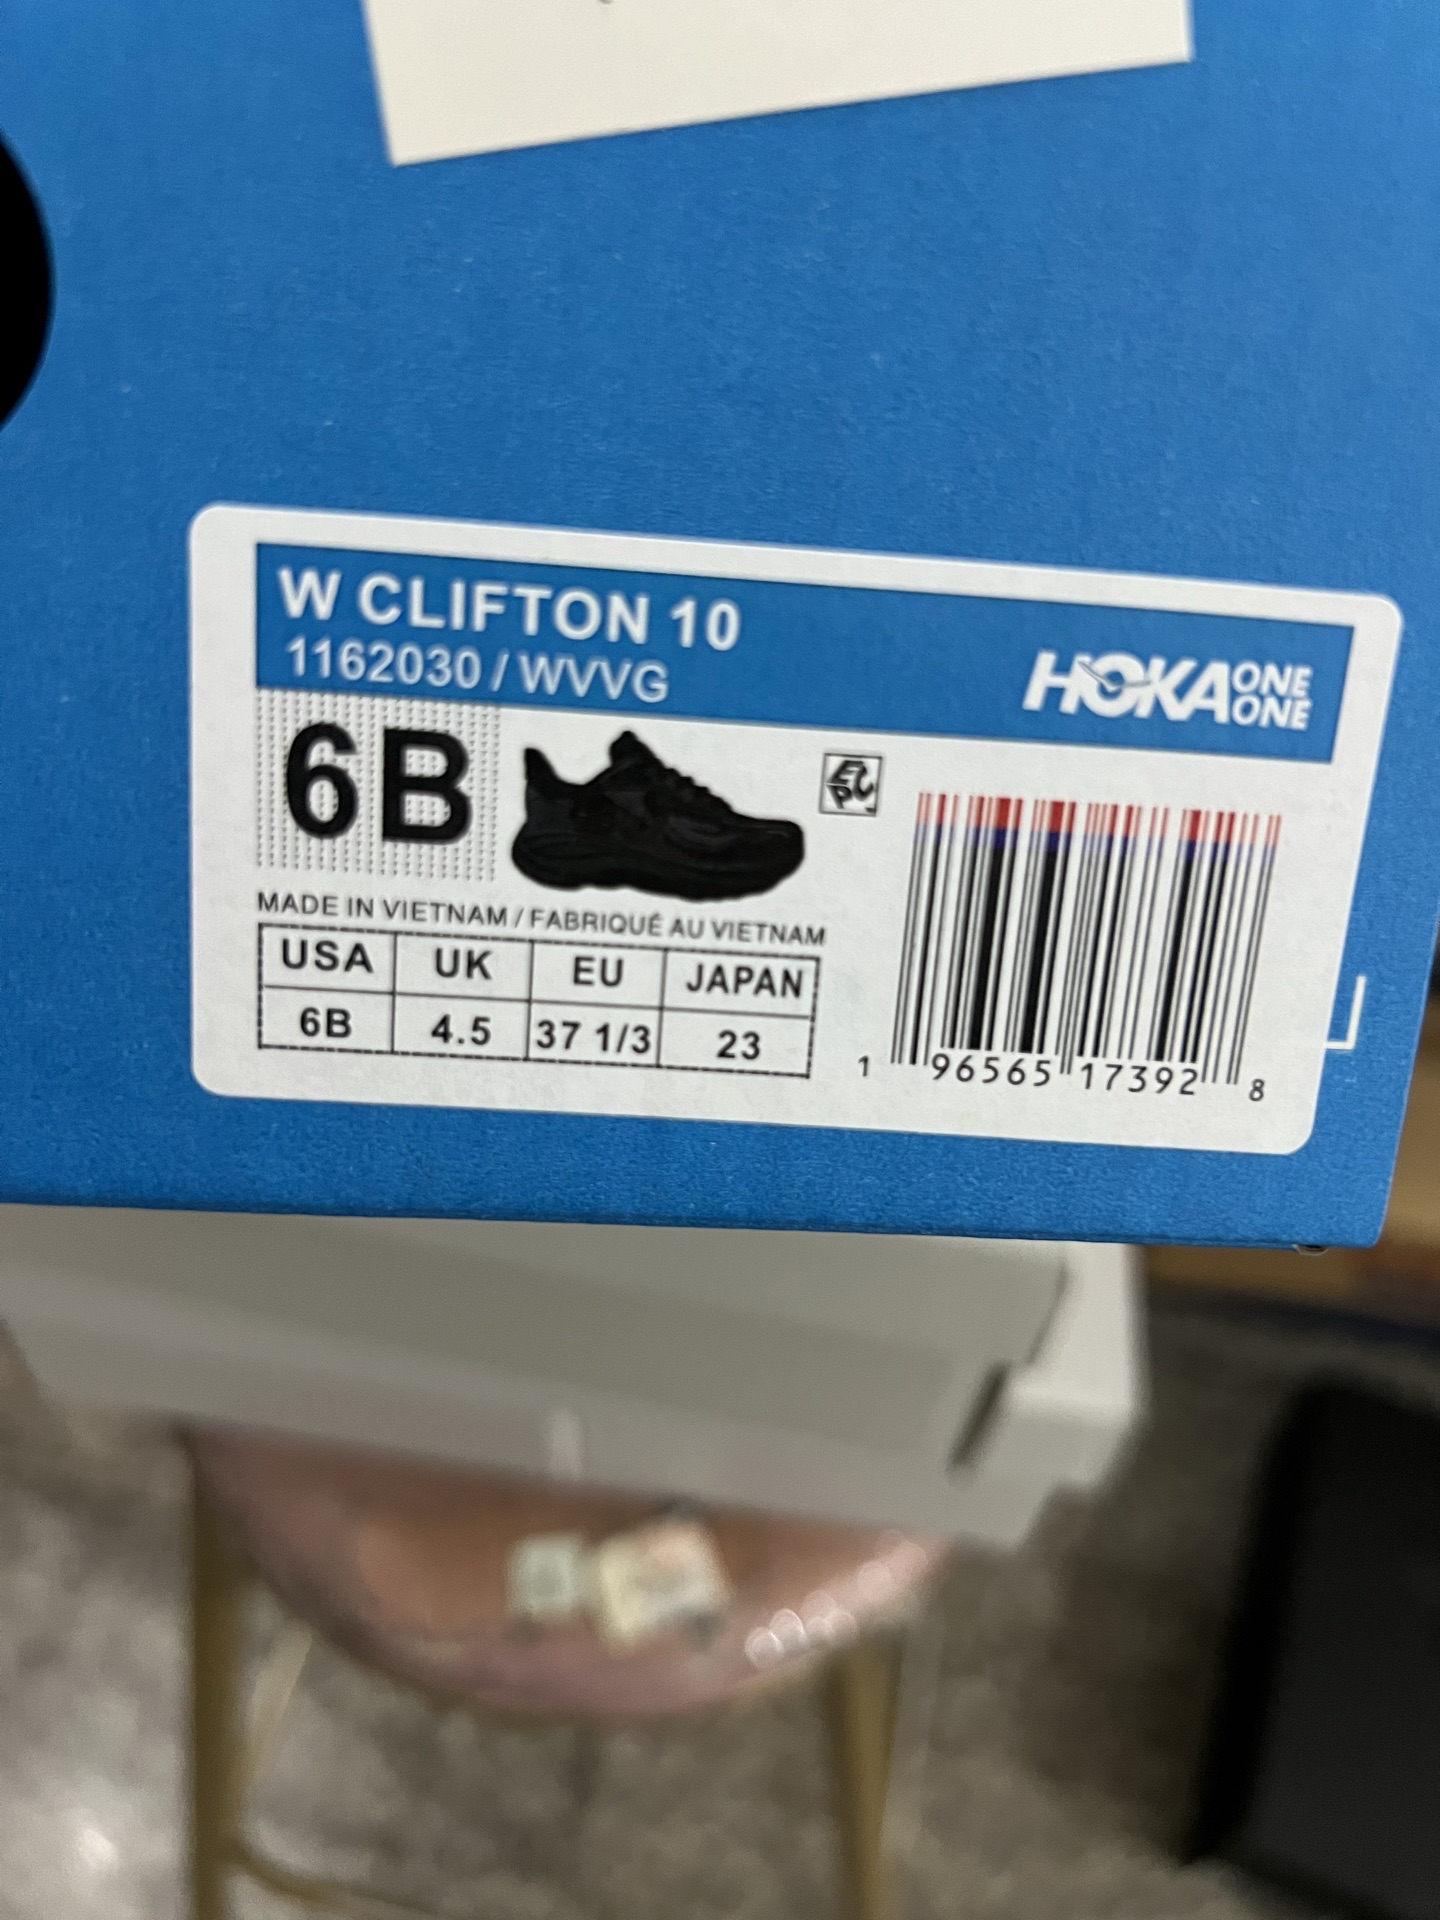 W CLIFTON 10
1162030 / WVVG
HOKA ONE ONE
6B
MADE IN VIETNAM / FABRIQUÉ AU VIETNAM
USA UK EU JAPAN
6B 4.5 37 1/3 23
1 96565 17392 8